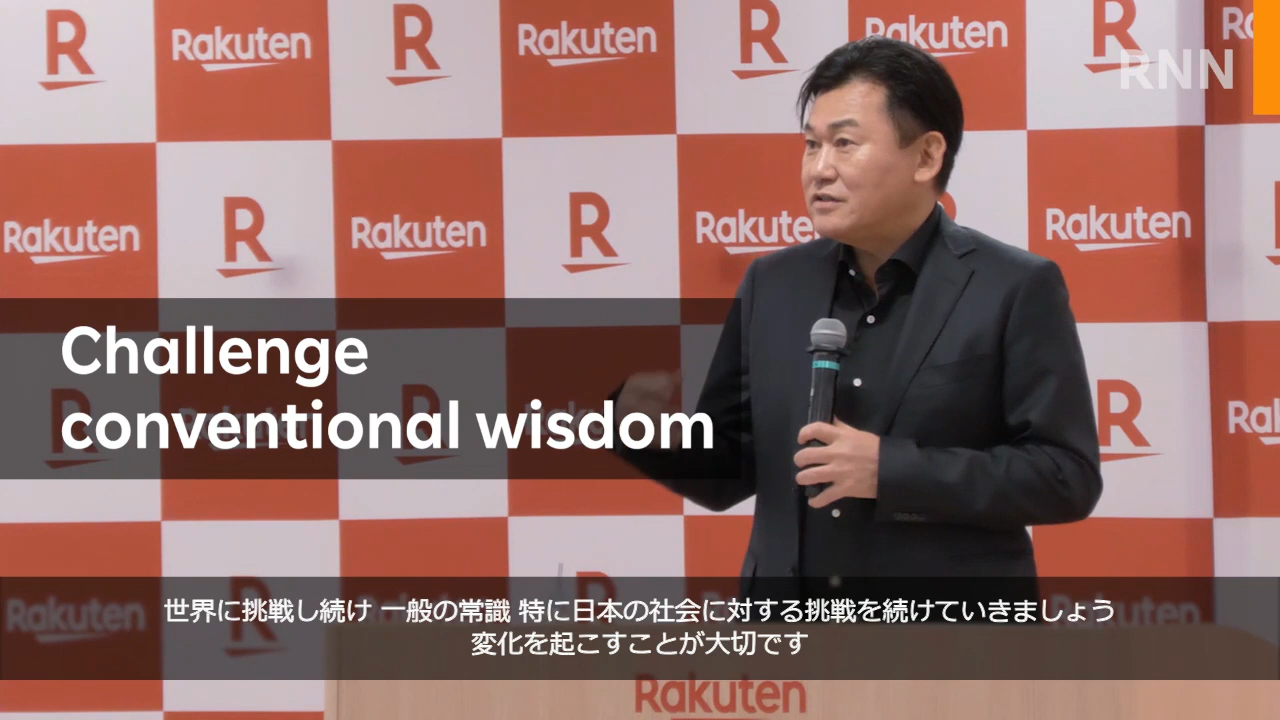 R Rakuten R Rakuten R Rakuten R
RNN
Rakuten R Rakuten R Rakuten Rakuten
Challenge
conventional wisdom
R R R
世界に挑戦し続け 一般の常識 特に日本の社会に対する挑戦を続けていきましょう
変化を起こすことが大切です
Rakuten R R
Rakuten